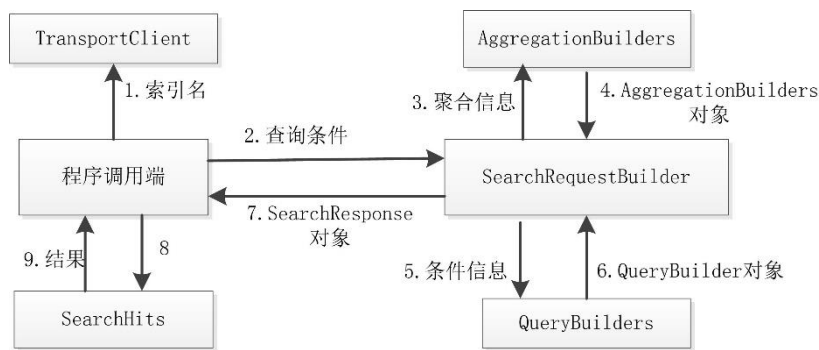 TransportClient
AggregationBuilders
1.索引名
3.聚合信息
4.AggregationBuilders
对象
2.查询条件
程序调用端
SearchRequestBuilder
7.SearchResponse
对象
9.结果
8
5.条件信息
6.QueryBuilder对象
SearchHits
QueryBuilders